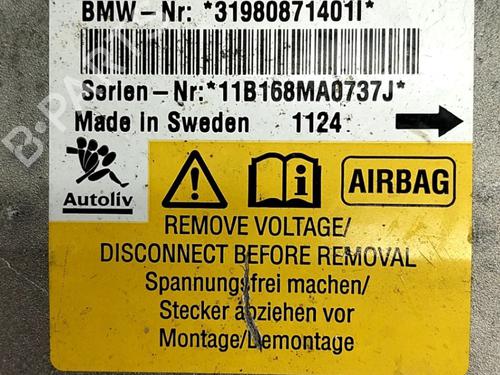 BMW-Nr: *31980871401I*
Serien-Nr:*11B168MA0737J*
Made in Sweden 1124
Autoliv
AIRBAG
REMOVE VOLTAGE/
DISCONNECT BEFORE REMOVAL
Spannungsfrei machen/
Stecker abziehen vor
Montage/Demontage
B-PARTS